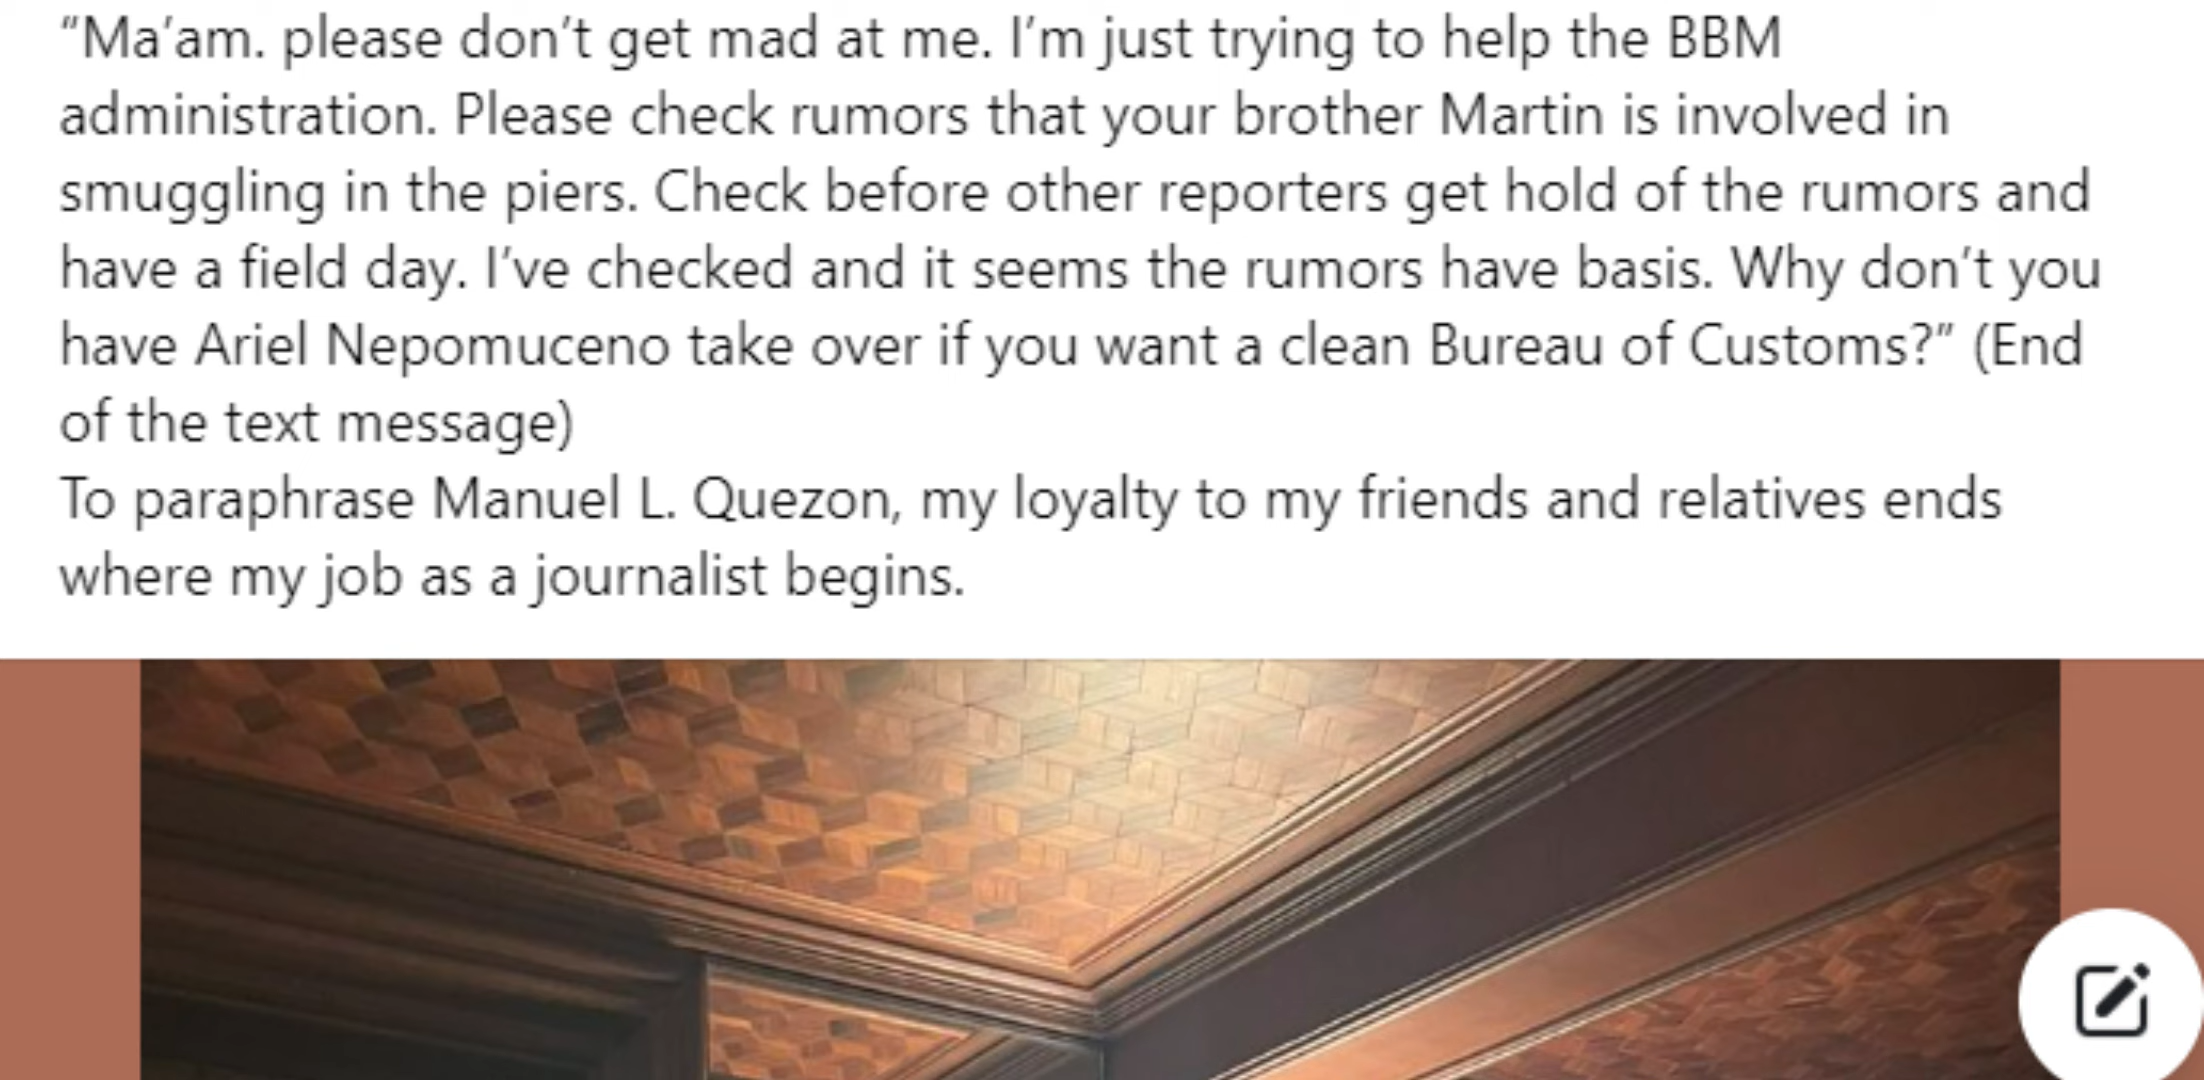 “Ma’am. please don’t get mad at me. I’m just trying to help the BBM
administration. Please check rumors that your brother Martin is involved in
smuggling in the piers. Check before other reporters get hold of the rumors and
have a field day. I’ve checked and it seems the rumors have basis. Why don’t you
have Ariel Nepomuceno take over if you want a clean Bureau of Customs?” (End
of the text message)
To paraphrase Manuel L. Quezon, my loyalty to my friends and relatives ends
where my job as a journalist begins.